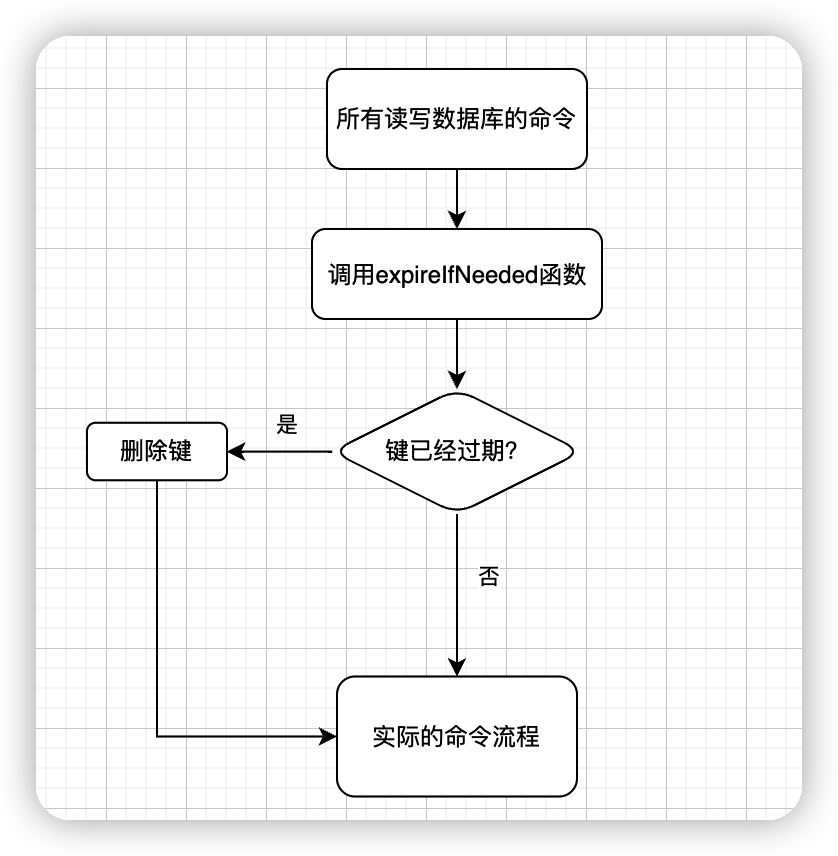 所有读写数据库的命令
调用expireIfNeeded函数
键已经过期?
是
删除键
否
实际的命令流程